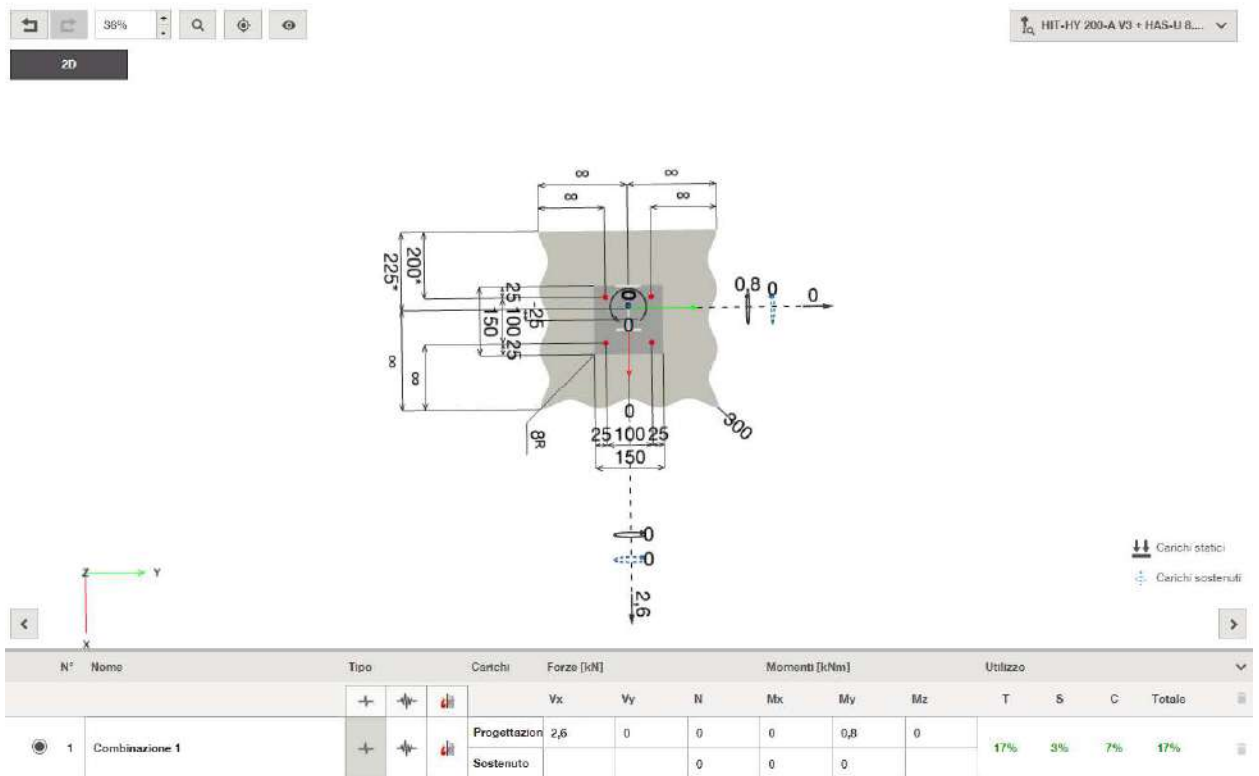 36%
HIT-HY 200-A V3 + HAS-U 8....
2D
∞ ∞
∞ ∞
225*
200*
25
150 100 -25
25
∞ ∞
0
0
0,8 0 0
0
8R
25 100 25
150
300
0
0
2,6
Z Y
X
Carichi statici
Carichi sostenuti
N° Nome Tipo Carichi Forze [kN] Momenti [kNm] Utilizzo
Vx Vy N Mx My Mz T S C Totale
1 Combinazione 1 Progettazion 2,6 0 0 0 0,8 0 17% 3% 7% 17%
Sostenuto 0 0 0